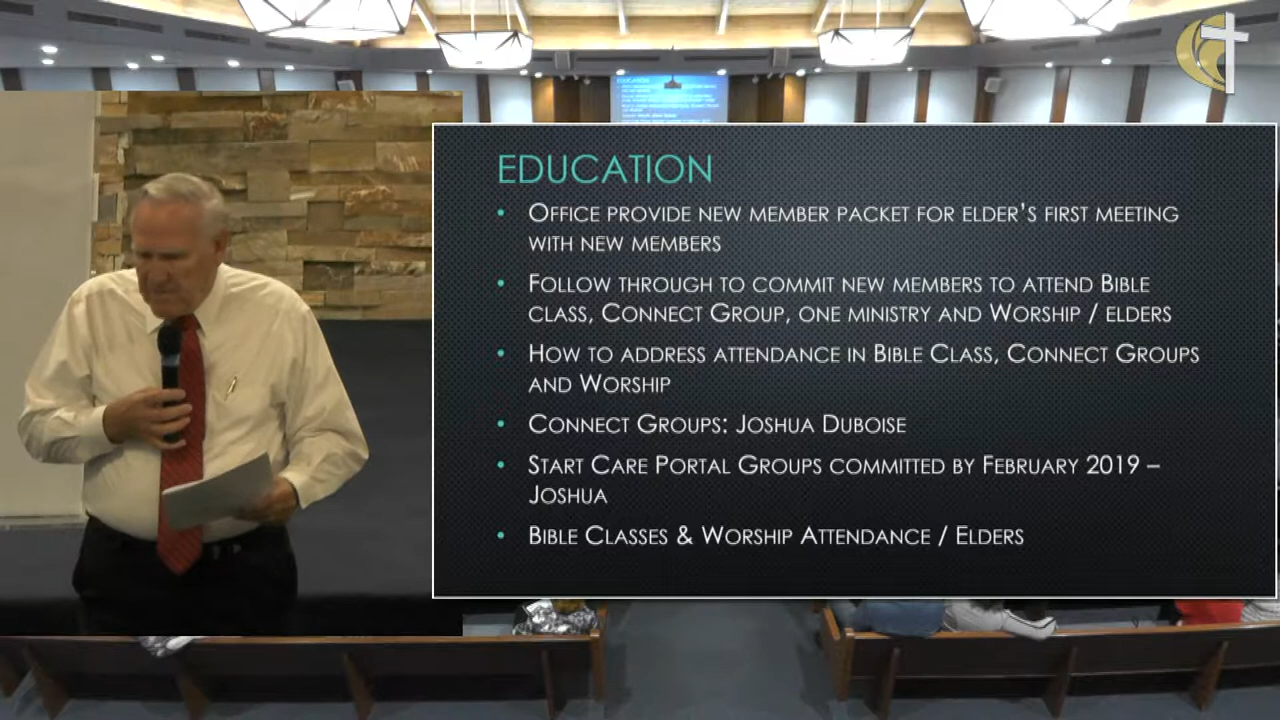 EDUCATION
• OFFICE PROVIDE NEW MEMBER PACKET FOR ELDER'S FIRST MEETING
WITH NEW MEMBERS
• FOLLOW THROUGH TO COMMIT NEW MEMBERS TO ATTEND BIBLE
CLASS, CONNECT GROUP, ONE MINISTRY AND WORSHIP / ELDERS
• HOW TO ADDRESS ATTENDANCE IN BIBLE CLASS, CONNECT GROUPS
AND WORSHIP
• CONNECT GROUPS: JOSHUA DUBOISE
• START CARE PORTAL GROUPS COMMITTED BY FEBRUARY 2019 –
JOSHUA
• BIBLE CLASSES & WORSHIP ATTENDANCE / ELDERS